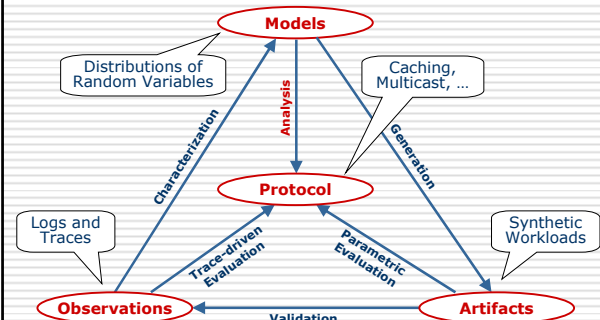 Models
Distributions of
Random Variables
Caching,
Multicast, …
Characterization
Analysis
Generation
Protocol
Logs and
Traces
Trace-driven
Evaluation
Parametric
Evaluation
Synthetic
Workloads
Observations
Validation
Artifacts